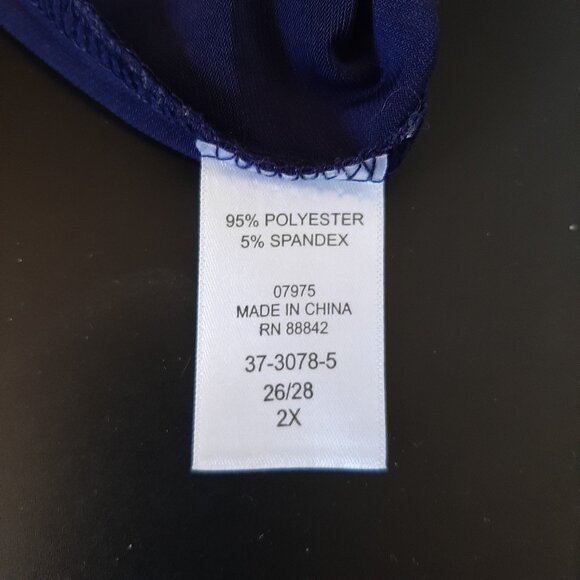 95% POLYESTER
5% SPANDEX
07975
MADE IN CHINA
RN 88842
37-3078-5
26/28
2X